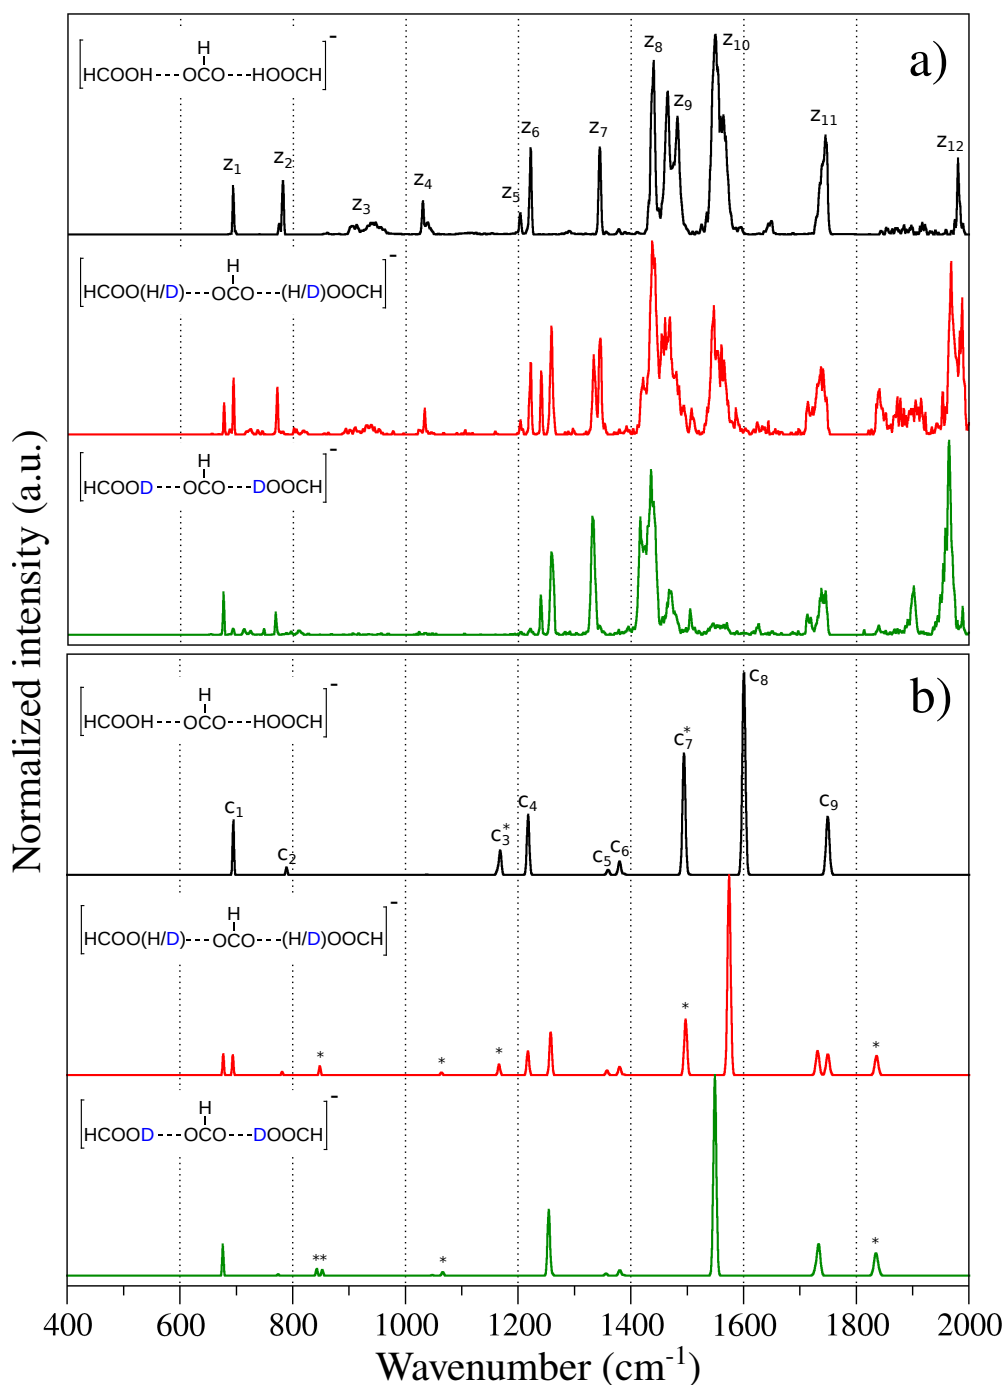 a)
H
[HCOOH----OCO---HOOCH]-
z1
z2
z3
z4
z5
z6
z7
z8
z9
z10
z11
z12
H
[HCOO(H/D)---OCO---(H/D)OOCH]-
H
[HCOOD----OCO---DOOCH]-
Normalized intensity (a.u.)
b)
H
[HCOOH----OCO---HOOCH]-
c1
c2
c3*
c4
c5
c6
c7*
c8
c9
H
[HCOO(H/D)---OCO---(H/D)OOCH]-
* * * * *
H
[HCOOD----OCO---DOOCH]-
** * *
400 600 800 1000 1200 1400 1600 1800 2000
Wavenumber (cm-1)